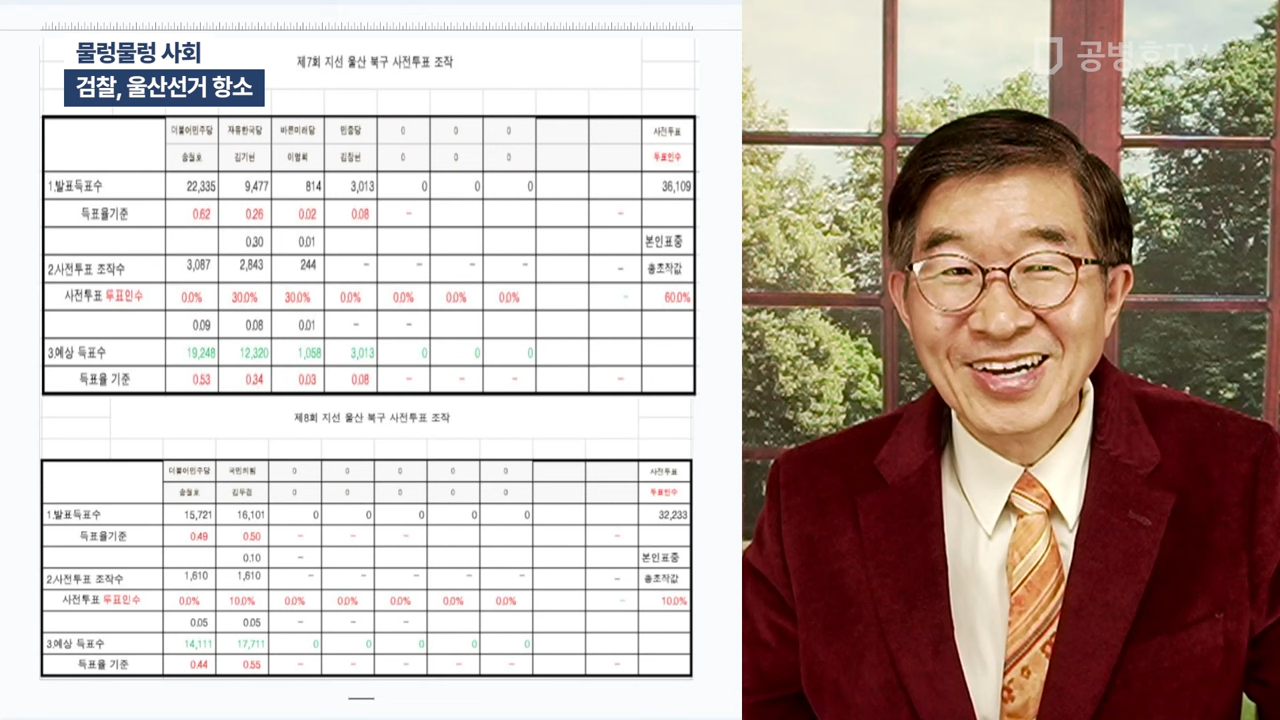 물렁물렁 사회
검찰, 울산선거 항소
공병호TV
제7회 지선 울산 북구 사전투표 조작
더불어민주당 자유한국당 바른미래당 민중당 0 0 0 사전투표
송철호 김기현 이영희 김창현 0 0 0 투표인수
1.발표득표수 22,335 9,477 814 3,013 0 0 0 36,109
득표율기준 0.62 0.26 0.02 0.08 - -
0.30 0.01 본인표중
2.사전투표 조작수 3,087 2,843 244 - - - - - 총조작값
사전투표 투표인수 0.0% 30.0% 30.0% 0.0% 0.0% 0.0% 0.0% - 60.0%
0.09 0.08 0.01 - -
3.예상 득표수 19,248 12,320 1,058 3,013 0 0 0
득표율 기준 0.53 0.34 0.03 0.08 - - - -
제8회 지선 울산 북구 사전투표 조작
더불어민주당 국민의힘 0 0 0 0 0 사전투표
송철호 김두겸 0 0 0 0 0 투표인수
1.발표득표수 15,721 16,101 0 0 0 0 0 32,233
득표율기준 0.49 0.50 - - - -
0.10 - 본인표중
2.사전투표 조작수 1,610 1,610 - - - - - - 총조작값
사전투표 투표인수 0.0% 10.0% 0.0% 0.0% 0.0% 0.0% 0.0% - 10.0%
0.05 0.05 - - -
3.예상 득표수 14,111 17,711 0 0 0 0 0
득표율 기준 0.44 0.55 - - - - - -